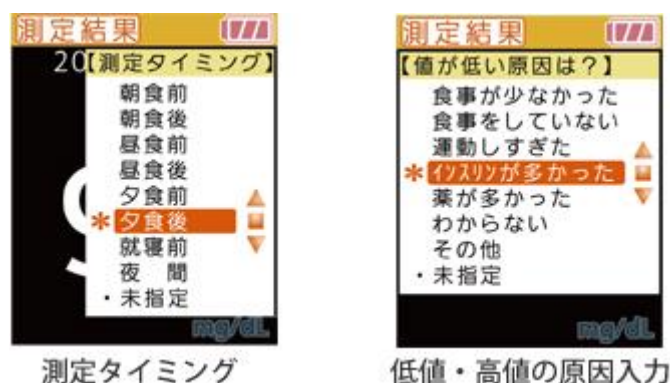 測定結果
20
【測定タイミング】
朝食前
朝食後
昼食前
昼食後
夕食前
*夕食後
就寝前
夜 間
・未指定
mg/dL
測定タイミング
測定結果
【値が低い原因は?】
食事が少なかった
食事をしていない
運動しすぎた
*インスリンが多かった
薬が多かった
わからない
その他
・未指定
mg/dL
低値・高値の原因入力